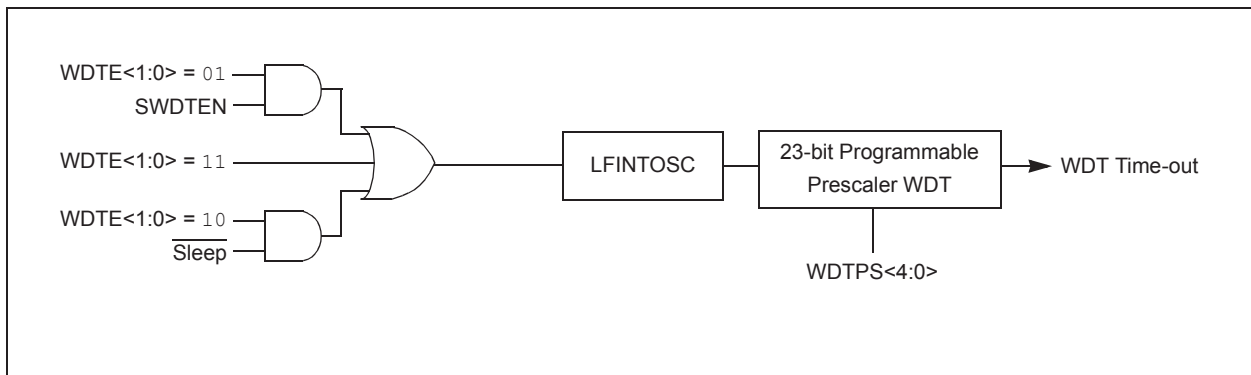 WDTE<1:0> = 01
SWDTEN
WDTE<1:0> = 11
WDTE<1:0> = 10
Sleep
LFINTOSC
23-bit Programmable
Prescaler WDT
WDT Time-out
WDTPS<4:0>